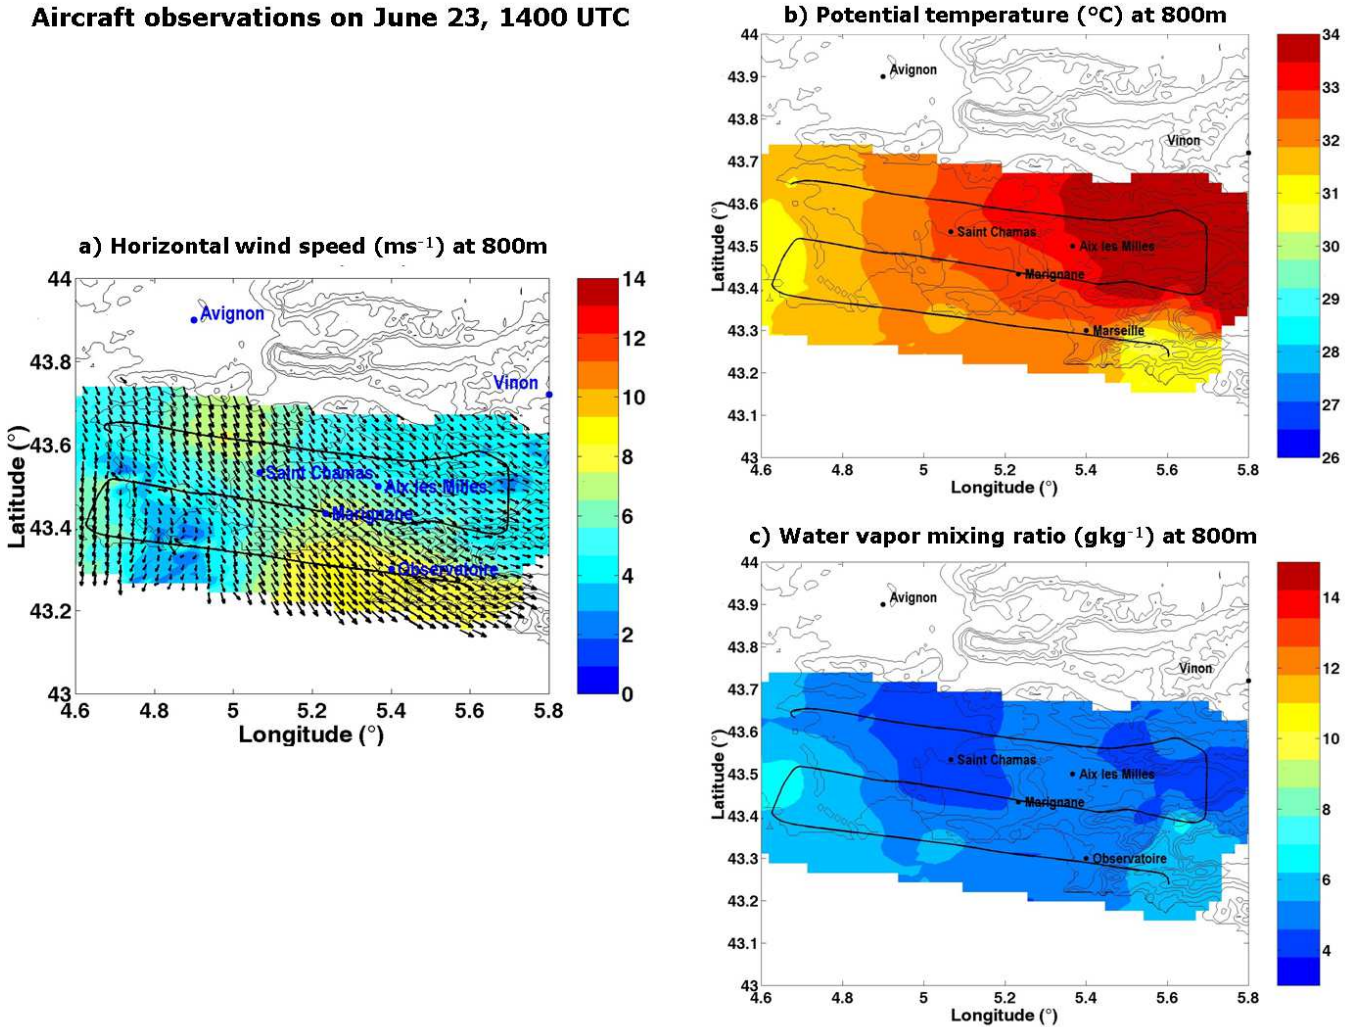 Aircraft observations on June 23, 1400 UTC
a) Horizontal wind speed (ms-1) at 800m
44
43.8
43.6
43.4
43.2
43
4.6 4.8 5 5.2 5.4 5.6 5.8
Latitude (°)
Longitude (°)
Avignon
Vinon
Saint Chamas
Aix les Milles
Marignane
Observatoire
14
12
10
8
6
4
2
0
b) Potential temperature (°C) at 800m
44
43.9
43.8
43.7
43.6
43.5
43.4
43.3
43.2
43.1
43
4.6 4.8 5 5.2 5.4 5.6 5.8
Latitude (°)
Longitude (°)
Avignon
Vinon
Saint Chamas
Aix les Milles
Marignane
Marseille
34
33
32
31
30
29
28
27
26
c) Water vapor mixing ratio (gkg-1) at 800m
44
43.9
43.8
43.7
43.6
43.5
43.4
43.3
43.2
43.1
43
4.6 4.8 5 5.2 5.4 5.6 5.8
Latitude (°)
Longitude (°)
Avignon
Vinon
Saint Chamas
Aix les Milles
Marignane
Observatoire
14
12
10
8
6
4